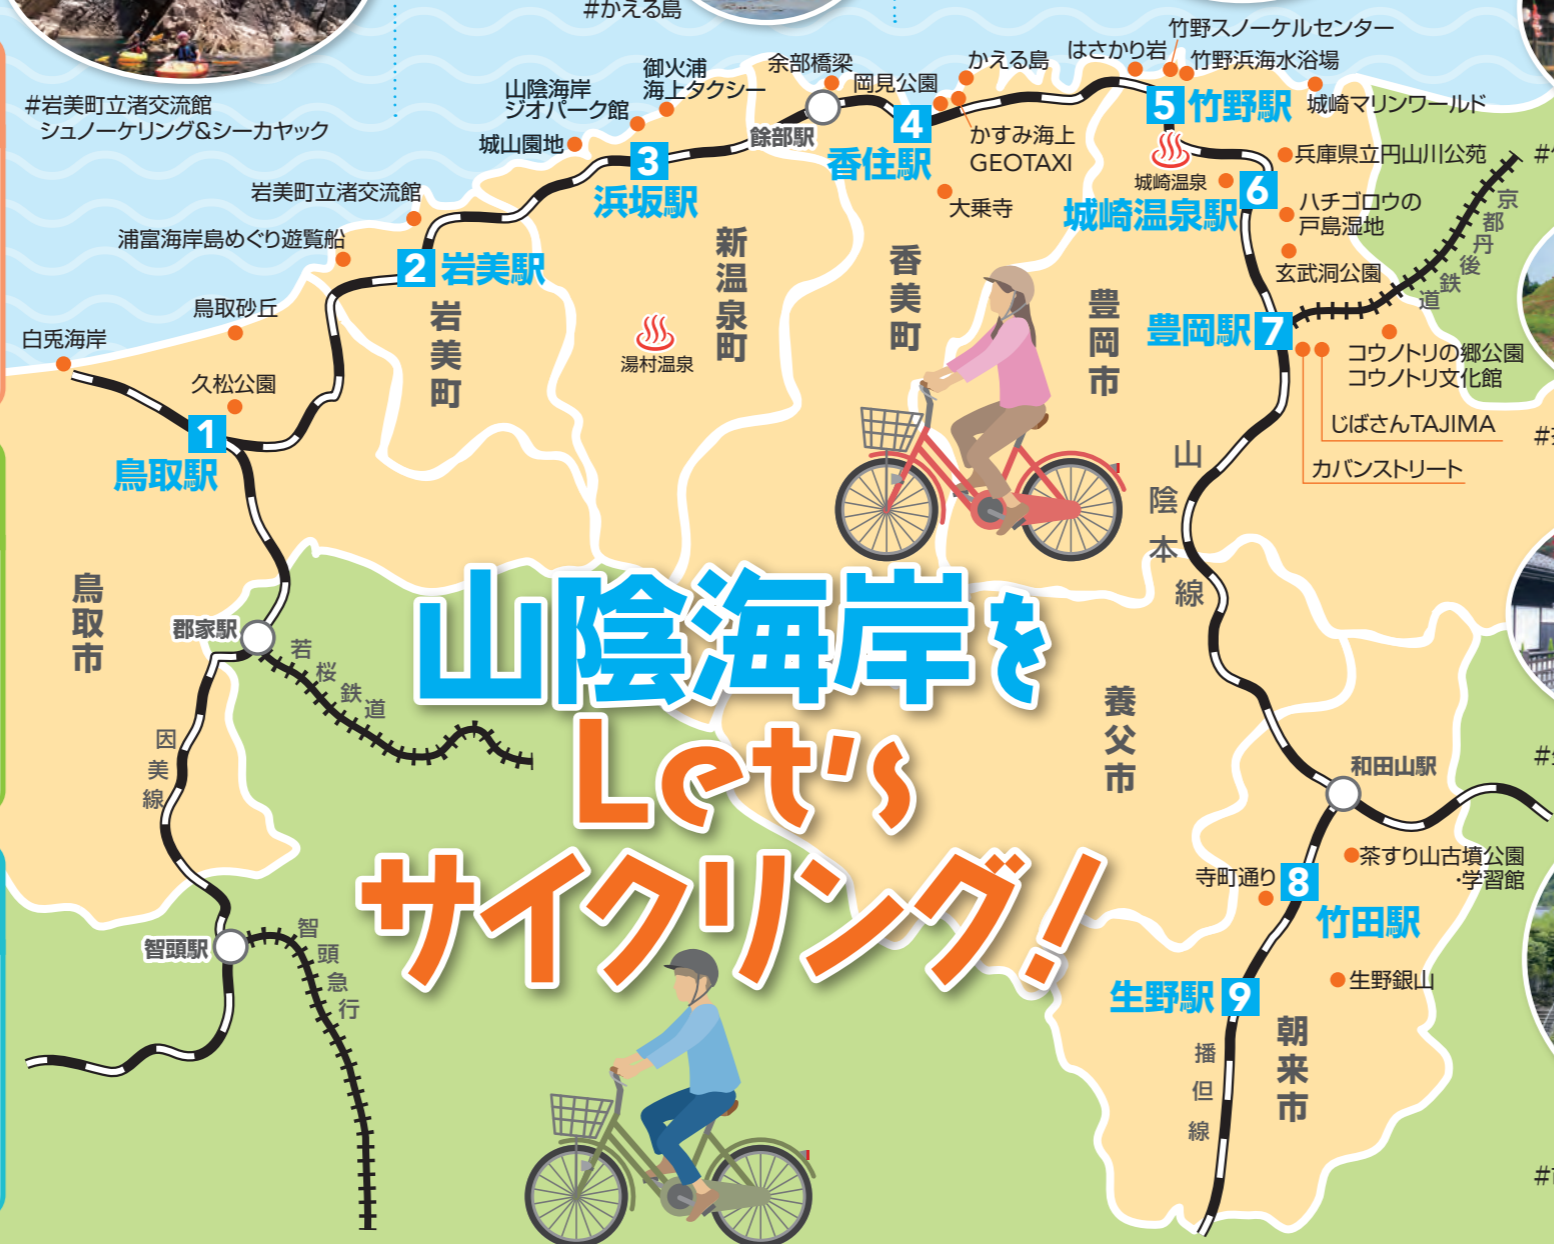 #かえる島
#岩美町立渚交流館
シュノーケリング&シーカヤック
竹野スノーケルセンター
はさかり岩
竹野浜海水浴場
城崎マリンワールド
余部橋梁
岡見公園
かえる島
御火浦
海上タクシー
山陰海岸
ジオパーク館
城山園地
餘部駅
4
香住駅
かすみ海上
GEOTAXI
大乗寺
5 竹野駅
3
浜坂駅
兵庫県立円山川公苑
城崎温泉
6
城崎温泉駅
ハチゴロウの
戸島湿地
玄武洞公園
京都丹後鉄道
岩美町立渚交流館
浦富海岸島めぐり遊覧船
2 岩美駅
岩美町
新温泉町
香美町
豊岡市
鳥取砂丘
白兎海岸
久松公園
湯村温泉
豊岡駅 7
コウノトリの郷公園
コウノトリ文化館
じばさんTAJIMA
カバンストリート
1
鳥取駅
山陰本線
鳥取市
郡家駅
若桜鉄道
因美線
山陰海岸を
Let's
サイクリング!
養父市
和田山駅
茶すり山古墳公園
・学習館
寺町通り
8
竹田駅
智頭駅
智頭急行
生野銀山
生野駅 9
朝来市
播但線